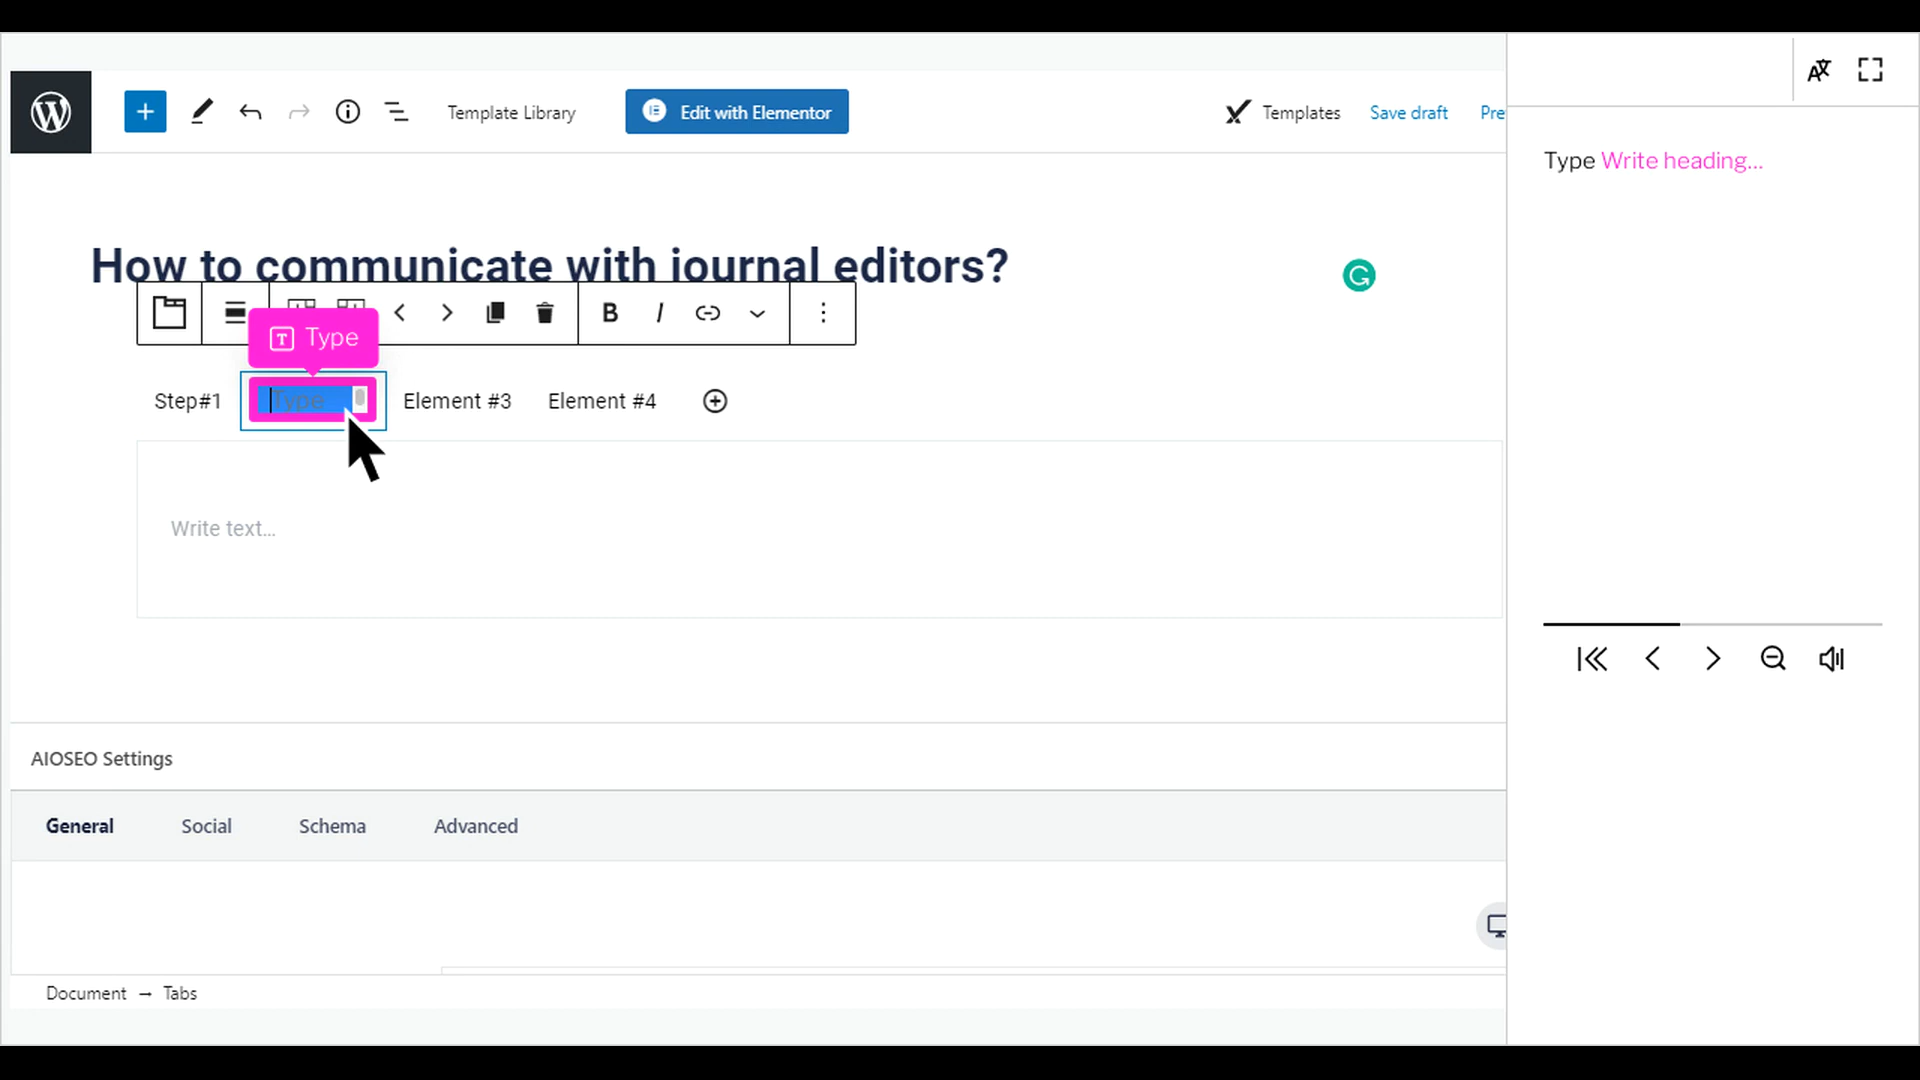 Template Library
Edit with Elementor
Templates
Save draft
Pre
Type Write heading...
How to communicate with journal editors?
B I
Type
Step#1
Type
Element #3
Element #4
Write text...
AIOSEO Settings
General
Social
Schema
Advanced
Document → Tabs